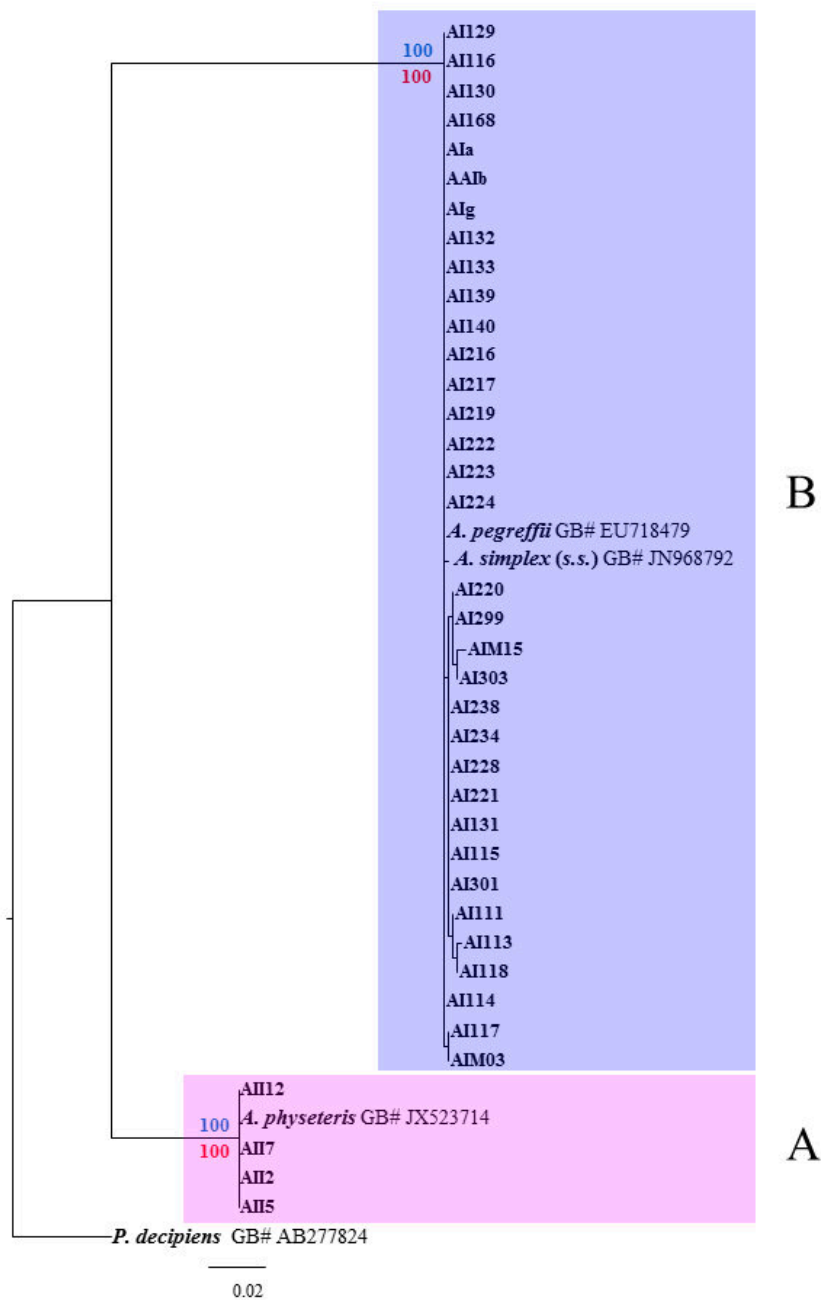 AI129
100
AI116
100
AI130
AI168
AIa
AAIb
AIg
AI132
AI133
AI139
AI140
AI216
AI217
AI219
AI222
AI223
AI224
B
A. pegreffii GB# EU718479
A. simplex (s.s.) GB# JN968792
AI220
AI299
AIM15
AI303
AI238
AI234
AI228
AI221
AI131
AI115
AI301
AI111
AI113
AI118
AI114
AI117
AIM03
AII12
A. physeteris GB# JX523714
100
AII7
100
A
AII2
AII5
P. decipiens GB# AB277824
0.02